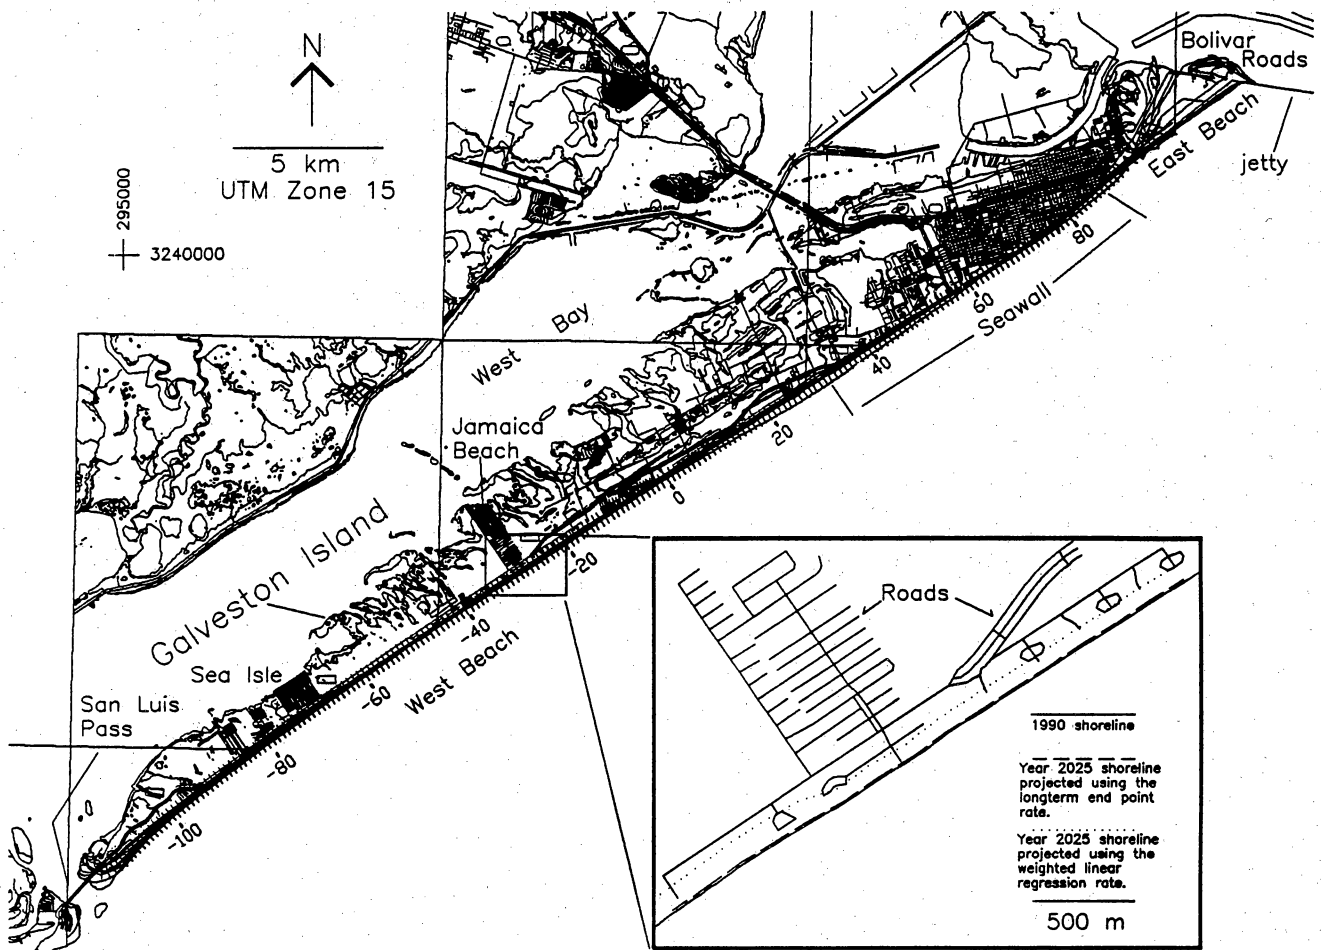 N
5 km
UTM Zone 15
295000
3240000
Bolivar
Roads
East Beach
jetty
80
60
Seawall
40
20
0
-20
-40
-60
-80
-100
West
Bay
Jamaica
Beach
Galveston Island
West Beach
Sea Isle
San Luis
Pass
Roads
1990 shoreline
Year 2025 shoreline
projected using the
longterm end point
rate.
Year 2025 shoreline
projected using the
weighted linear
regression rate.
500 m